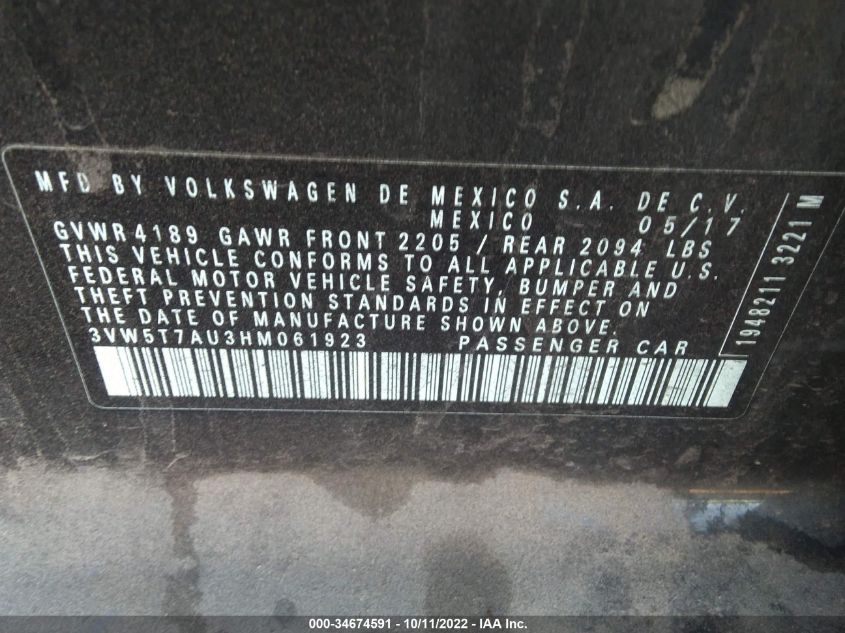 MFD BY VOLKSWAGEN DE MEXICO S.A. DE C.V.
MEXICO 05/17
GVWR 4189 GAWR FRONT 2205 / REAR 2094 LBS
THIS VEHICLE CONFORMS TO ALL APPLICABLE U.S.
FEDERAL MOTOR VEHICLE SAFETY, BUMPER AND
THEFT PREVENTION STANDARDS IN EFFECT ON
THE DATE OF MANUFACTURE SHOWN ABOVE.
3VW5T7AU3HM061923 PASSENGER CAR
1948211 3221 M
000-34674591 - 10/11/2022 - IAA Inc.